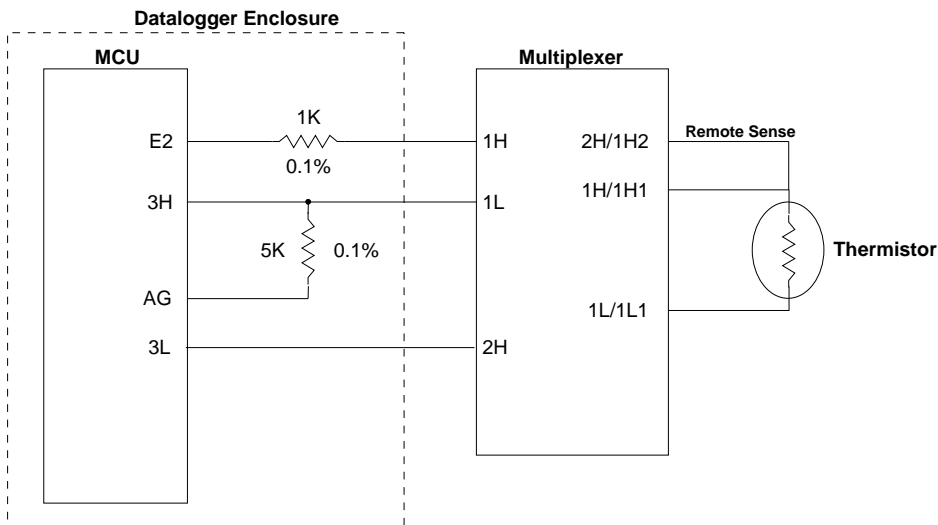 Datalogger Enclosure
MCU
Multiplexer
1K
E2
1H
2H/1H2
Remote Sense
0.1%
1H/1H1
3H
1L
5K
0.1%
Thermistor
AG
1L/1L1
3L
2H